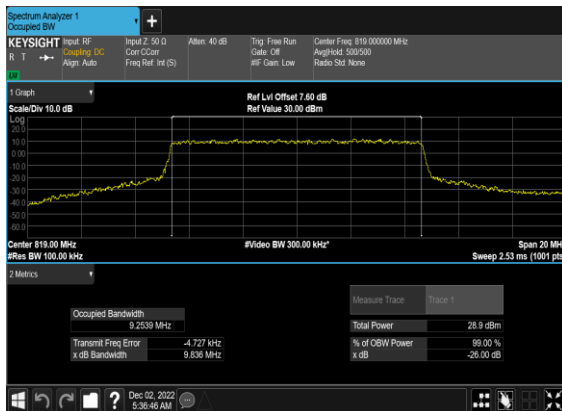 Spectrum Analyzer 1
Occupied BW
+
KEYSIGHT
R T
Input: RF
Coupling: DC
Align: Auto
Input Z: 50 Ω
Corr CCorr
Freq Ref: Int (S)
Atten: 40 dB
Trig: Free Run
Gate: Off
#IF Gain: Low
Center Freq: 819.000000 MHz
Avg|Hold: 500/500
Radio Std: None
1 Graph
Scale/Div 10.0 dB
Ref Lvl Offset 7.60 dB
Ref Value 30.00 dBm
Log
20.0
10.0
0.00
-10.0
-20.0
-30.0
-40.0
-50.0
-60.0
Center 819.00 MHz
#Video BW 300.00 kHz*
Span 20 MH
#Res BW 100.00 kHz
Sweep 2.53 ms (1001 pts
2 Metrics
Measure Trace
Trace 1
Occupied Bandwidth
9.2539 MHz
Total Power
28.9 dBm
Transmit Freq Error
-4.727 kHz
% of OBW Power
99.00 %
x dB Bandwidth
9.836 MHz
x dB
-26.00 dB
?
Dec 02, 2022
5:36:46 AM